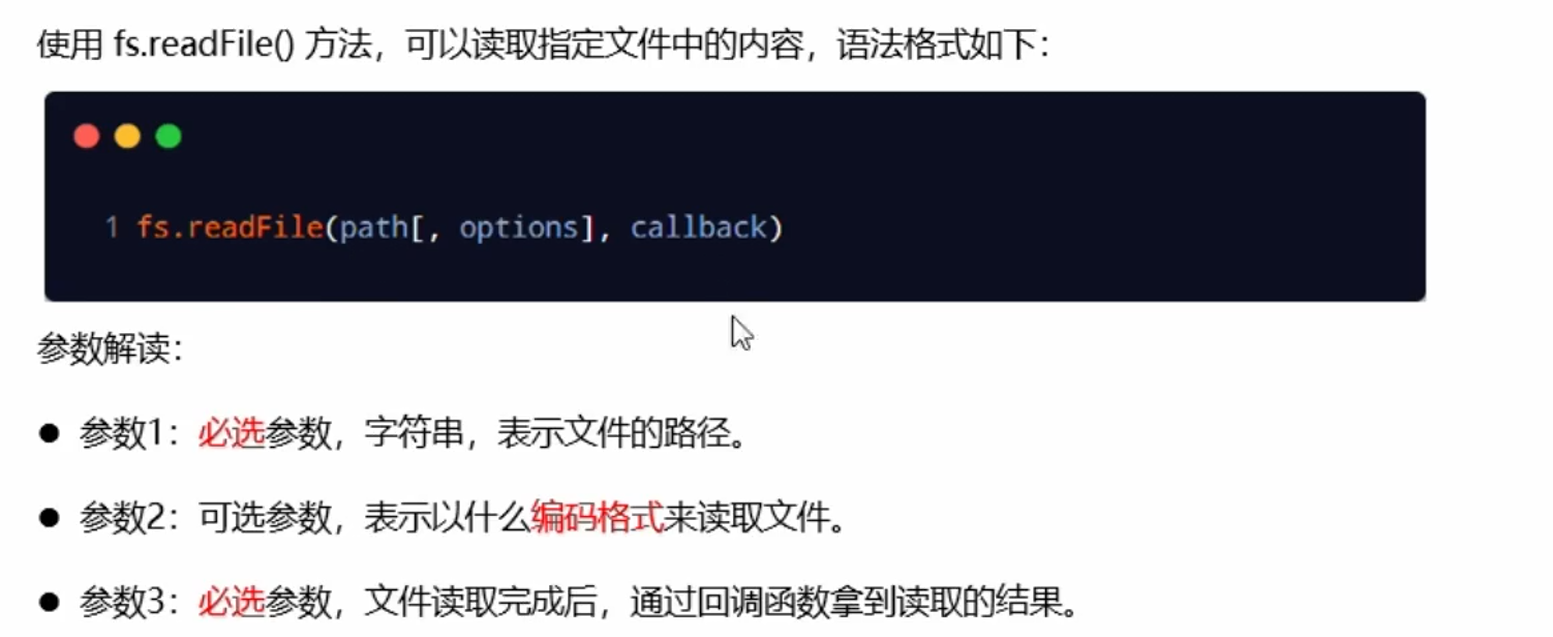 使用 fs.readFile() 方法，可以读取指定文件中的内容，语法格式如下：
1 fs.readFile(path[, options], callback)
参数解读：
● 参数1：必选参数，字符串，表示文件的路径。
● 参数2：可选参数，表示以什么编码格式来读取文件。
● 参数3：必选参数，文件读取完成后，通过回调函数拿到读取的结果。